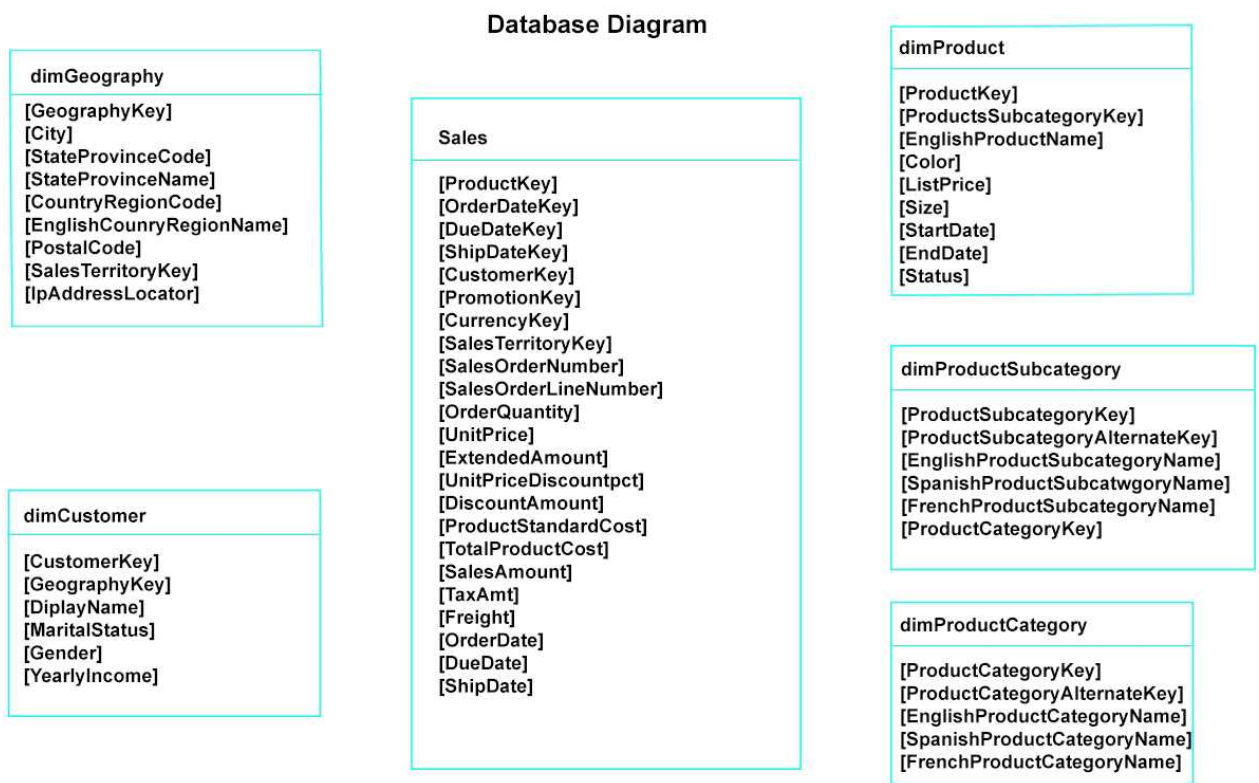 Database Diagram
dimGeography
[GeographyKey]
[City]
[StateProvinceCode]
[StateProvinceName]
[CountryRegionCode]
[EnglishCounryRegionName]
[PostalCode]
[SalesTerritoryKey]
[IpAddressLocator]
dimCustomer
[CustomerKey]
[GeographyKey]
[DiplayName]
[MaritalStatus]
[Gender]
[YearlyIncome]
Sales
[ProductKey]
[OrderDateKey]
[DueDateKey]
[ShipDateKey]
[CustomerKey]
[PromotionKey]
[CurrencyKey]
[SalesTerritoryKey]
[SalesOrderNumber]
[SalesOrderLineNumber]
[OrderQuantity]
[UnitPrice]
[ExtendedAmount]
[UnitPriceDiscountpct]
[DiscountAmount]
[ProductStandardCost]
[TotalProductCost]
[SalesAmount]
[TaxAmt]
[Freight]
[OrderDate]
[DueDate]
[ShipDate]
dimProduct
[ProductKey]
[ProductsSubcategoryKey]
[EnglishProductName]
[Color]
[ListPrice]
[Size]
[StartDate]
[EndDate]
[Status]
dimProductSubcategory
[ProductSubcategoryKey]
[ProductSubcategoryAlternateKey]
[EnglishProductSubcategoryName]
[SpanishProductSubcatwgoryName]
[FrenchProductSubcategoryName]
[ProductCategoryKey]
dimProductCategory
[ProductCategoryKey]
[ProductCategoryAlternateKey]
[EnglishProductCategoryName]
[SpanishProductCategoryName]
[FrenchProductCategoryName]